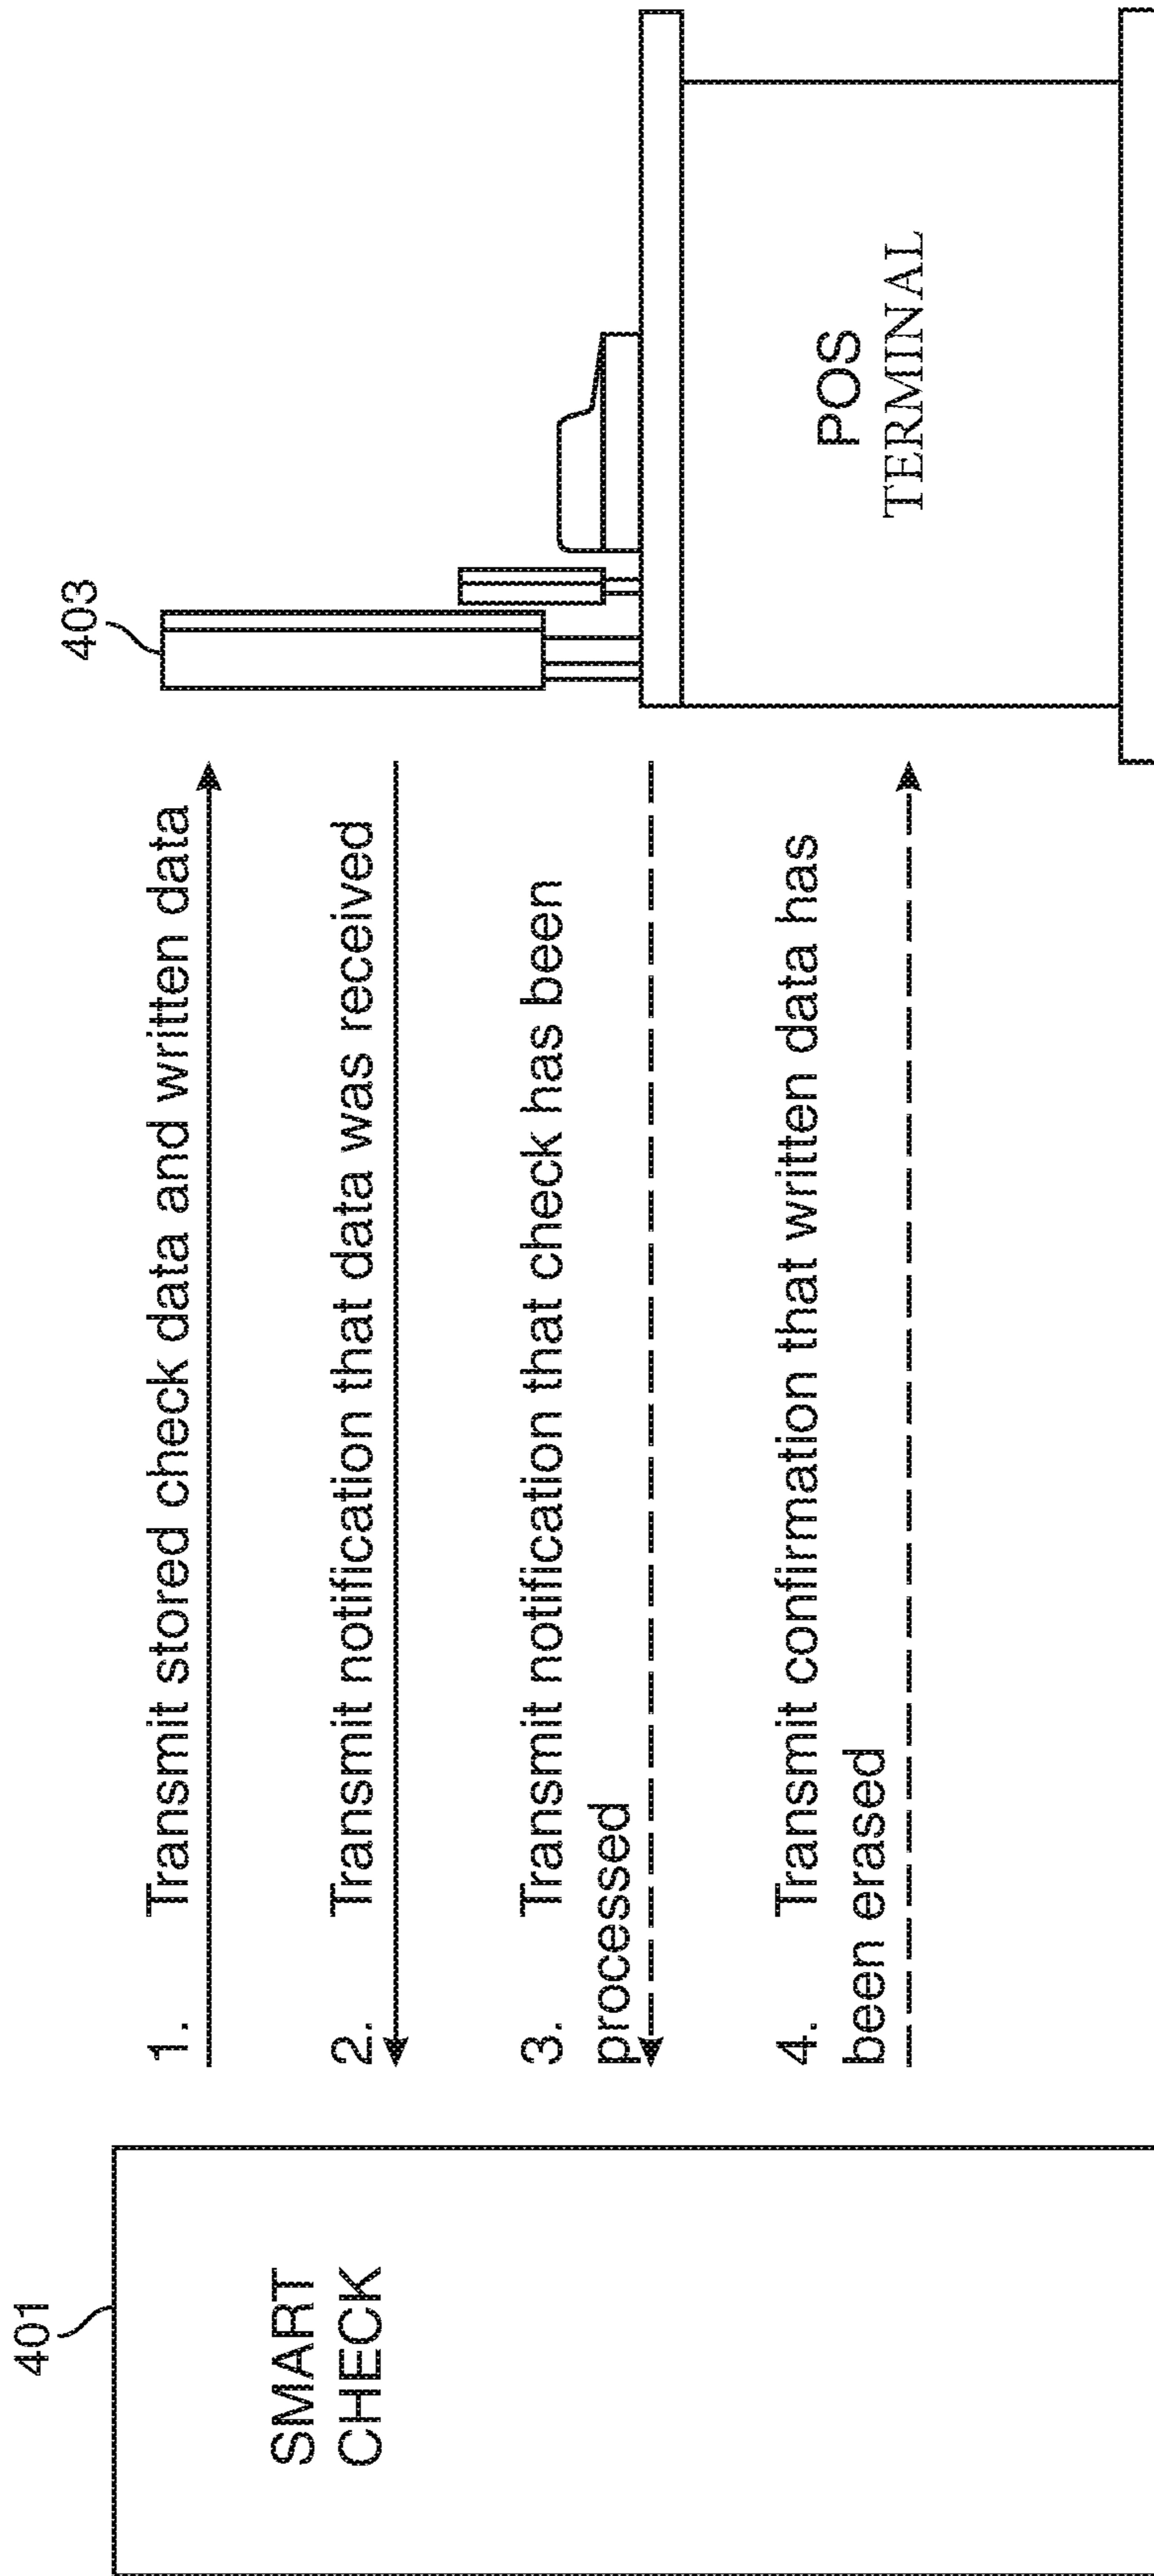 401
SMART
CHECK
1. Transmit stored check data and written data
2. Transmit notification that data was received
3. Transmit notification that check has been
processed
4. Transmit confirmation that written data has
been erased
403
POS
TERMINAL